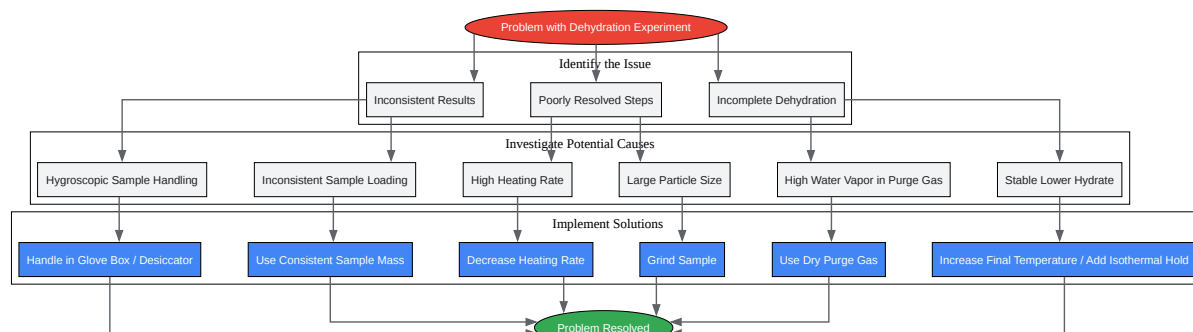 Problem with Dehydration Experiment
Identify the Issue
Inconsistent Results
Poorly Resolved Steps
Incomplete Dehydration
Investigate Potential Causes
Hygroscopic Sample Handling
Inconsistent Sample Loading
High Heating Rate
Large Particle Size
High Water Vapor in Purge Gas
Stable Lower Hydrate
Implement Solutions
Handle in Glove Box / Desiccator
Use Consistent Sample Mass
Decrease Heating Rate
Grind Sample
Use Dry Purge Gas
Increase Final Temperature / Add Isothermal Hold
Problem Resolved